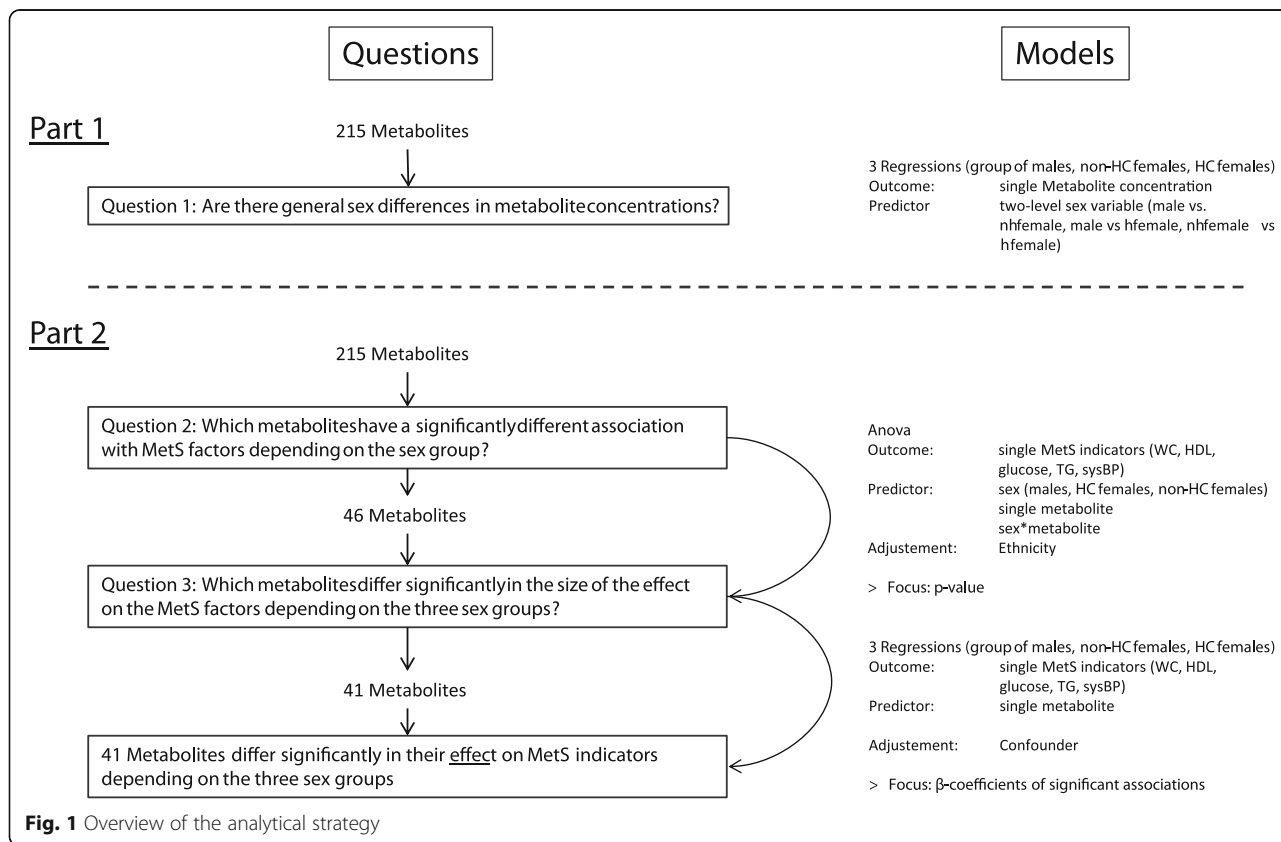 Questions
Models
Part 1
215 Metabolites
Question 1: Are there general sex differences in metabolite concentrations?
3 Regressions (group of males, non-HC females, HC females)
Outcome: single Metabolite concentration
Predictor two-level sex variable (male vs.
nhfemale, male vs hfemale, nhfemale vs
hfemale)
Part 2
215 Metabolites
Question 2: Which metabolites have a significantly different association
with MetS factors depending on the sex group?
46 Metabolites
Question 3: Which metabolites differ significantly in the size of the effect
on the MetS factors depending on the three sex groups?
41 Metabolites
41 Metabolites differ significantly in their effect on MetS indicators
depending on the three sex groups
Anova
Outcome: single MetS indicators (WC, HDL,
glucose, TG, sysBP)
Predictor: sex (males, HC females, non-HC females)
single metabolite
sex*metabolite
Adjustement: Ethnicity
> Focus: p-value
3 Regressions (group of males, non-HC females, HC females)
Outcome: single MetS indicators (WC, HDL,
glucose, TG, sysBP)
Predictor: single metabolite
Adjustement: Confounder
> Focus: β-coefficients of significant associations
Fig. 1 Overview of the analytical strategy